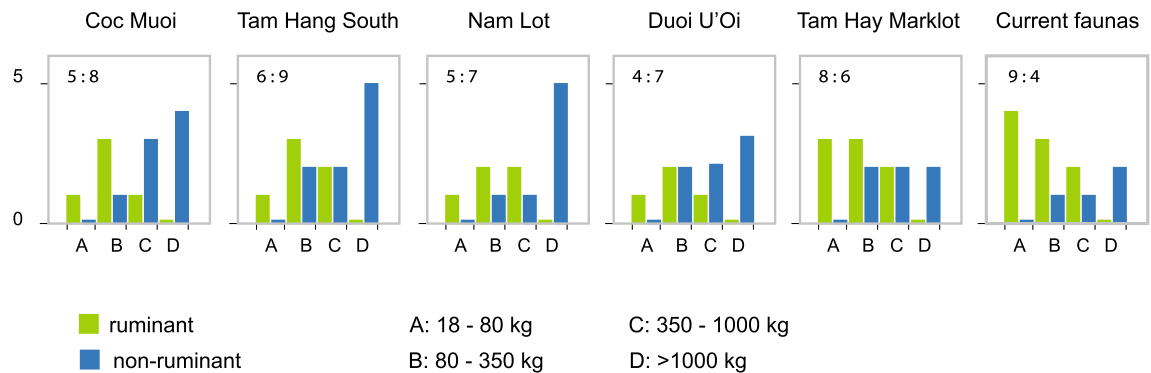 Coc Muoi Tam Hang South Nam Lot Duoi U’Oi Tam Hay Marklot Current faunas
5 5:8 6:9 5:7 4:7 8:6 9:4
0
A B C D A B C D A B C D A B C D A B C D A B C D
ruminant A: 18 - 80 kg C: 350 - 1000 kg
non-ruminant B: 80 - 350 kg D: >1000 kg